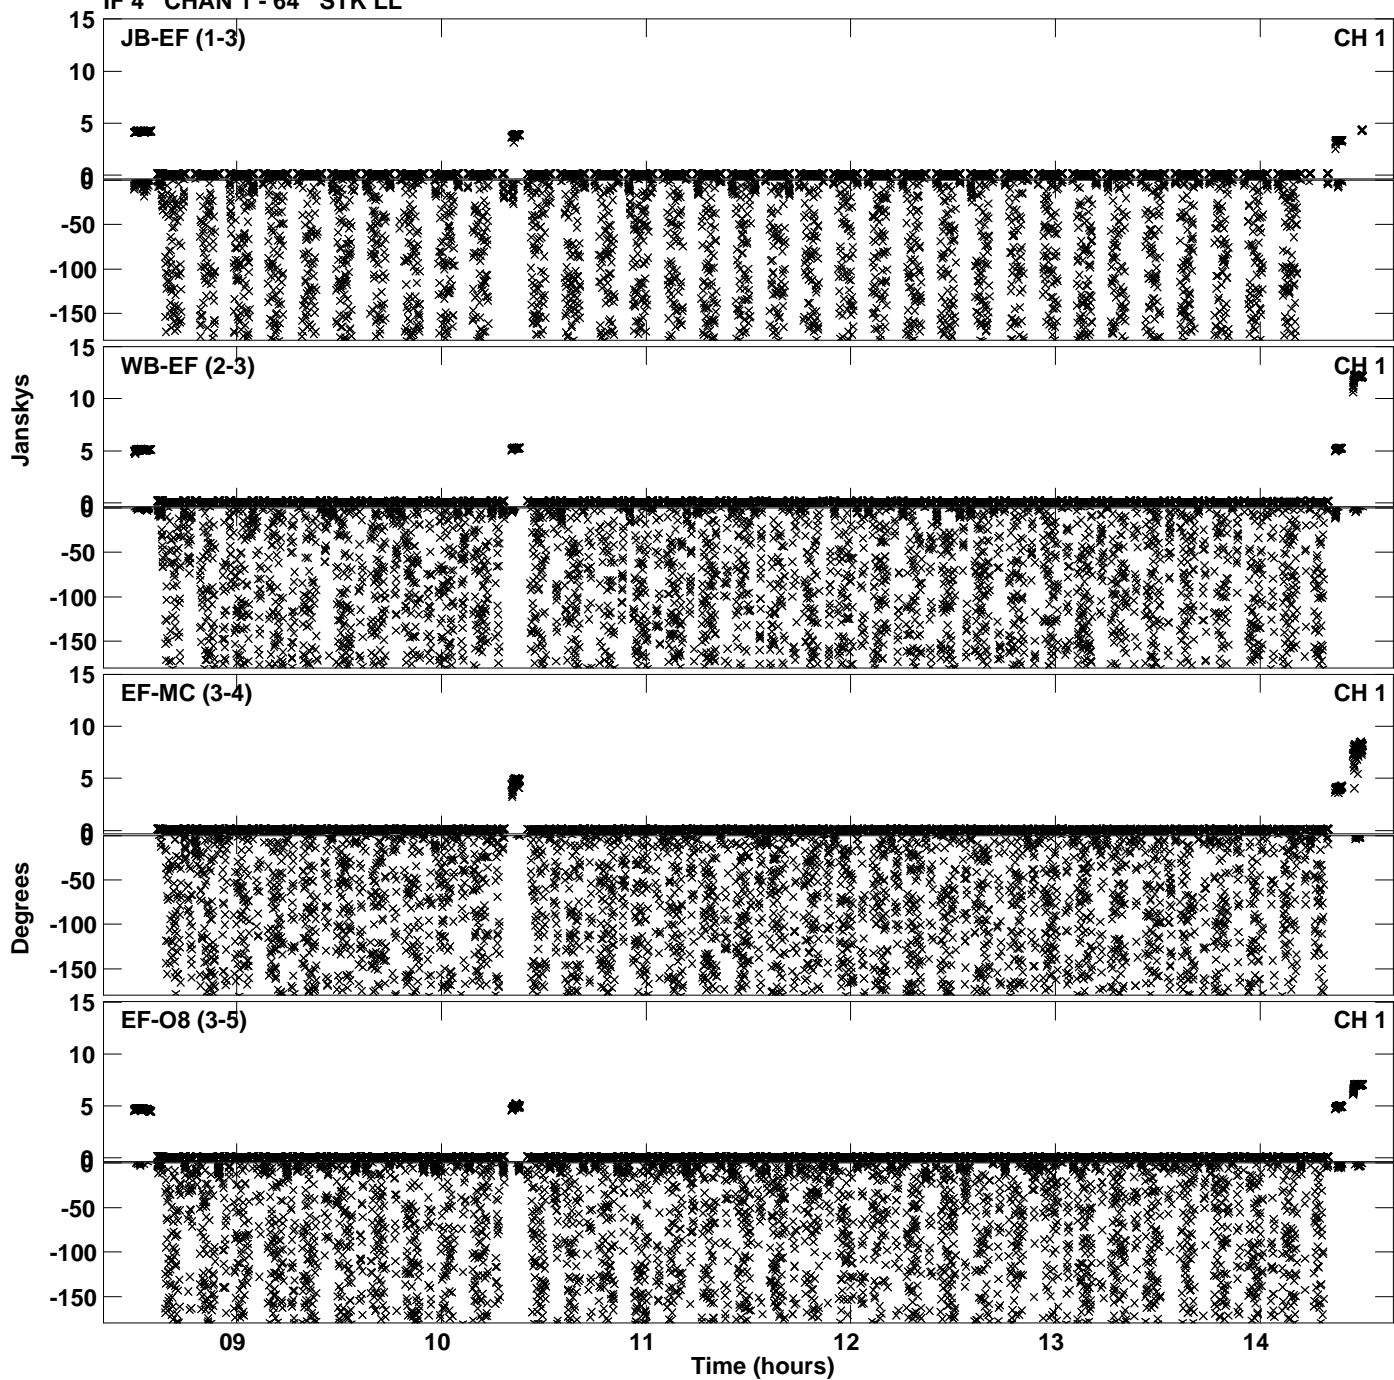 IF 4 CHAN 1 - 64 STK LL
15
JB-EF (1-3)
CH 1
10
5
0
0
-50
-100
-150
15
WB-EF (2-3)
CH 1
10
5
0
0
-50
-100
-150
Janskys
15
EF-MC (3-4)
CH 1
10
5
0
0
-50
-100
-150
Degrees
15
EF-O8 (3-5)
CH 1
10
5
0
0
-50
-100
-150
09 10 11 12 13 14
Time (hours)